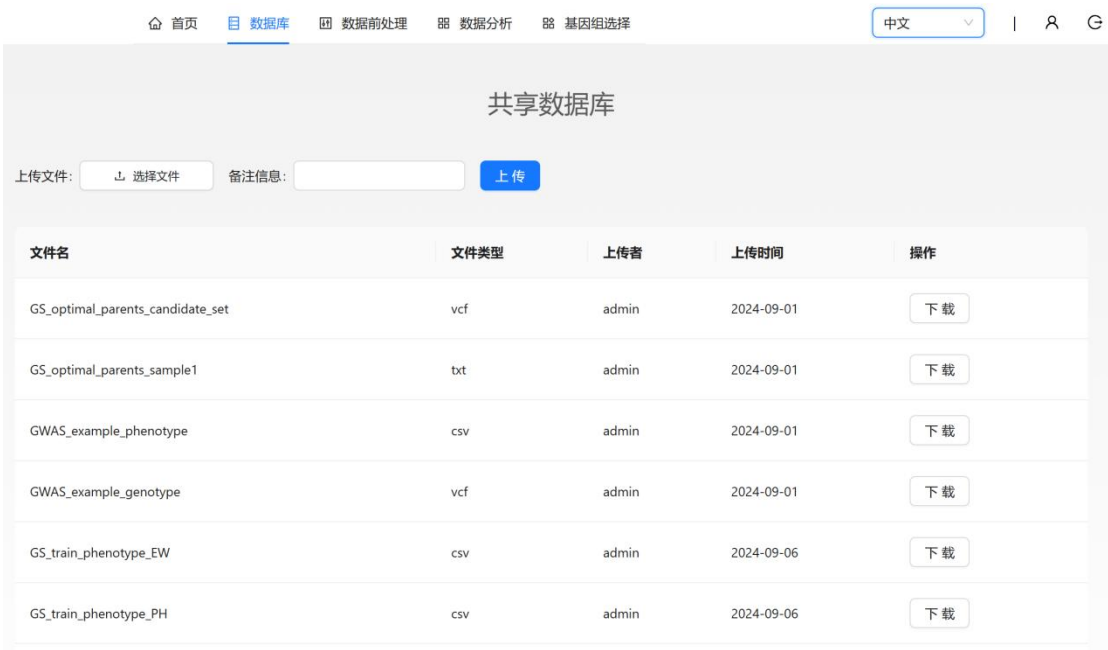 首页 数据库 数据前处理 数据分析 基因组选择 中文
共享数据库
上传文件: 选择文件 备注信息: 上传
文件名 文件类型 上传者 上传时间 操作
GS_optimal_parents_candidate_set vcf admin 2024-09-01 下载
GS_optimal_parents_sample1 txt admin 2024-09-01 下载
GWAS_example_phenotype csv admin 2024-09-01 下载
GWAS_example_genotype vcf admin 2024-09-01 下载
GS_train_phenotype_EW csv admin 2024-09-06 下载
GS_train_phenotype_PH csv admin 2024-09-06 下载